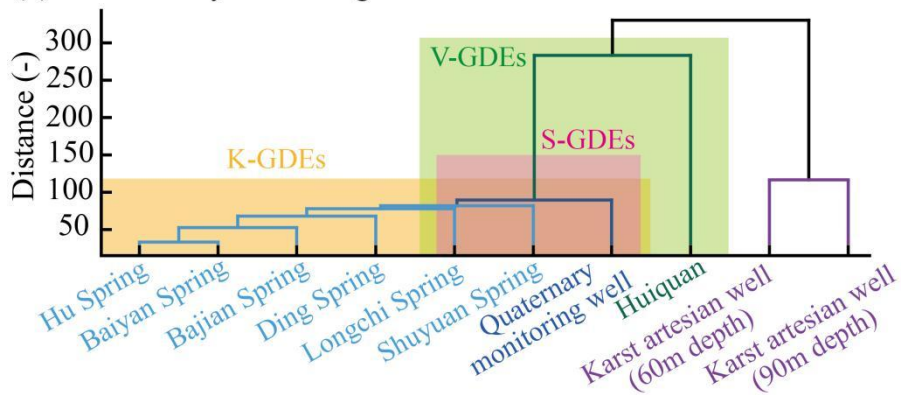 300
250
200
150
100
50
Distance (-)
V-GDEs
S-GDEs
K-GDEs
Hu Spring
Baiyan Spring
Bajian Spring
Ding Spring
Longchi Spring
Shuyuan Spring
Quaternary
monitoring well
Huiquan
Karst artesian well
(60m depth)
Karst artesian well
(90m depth)